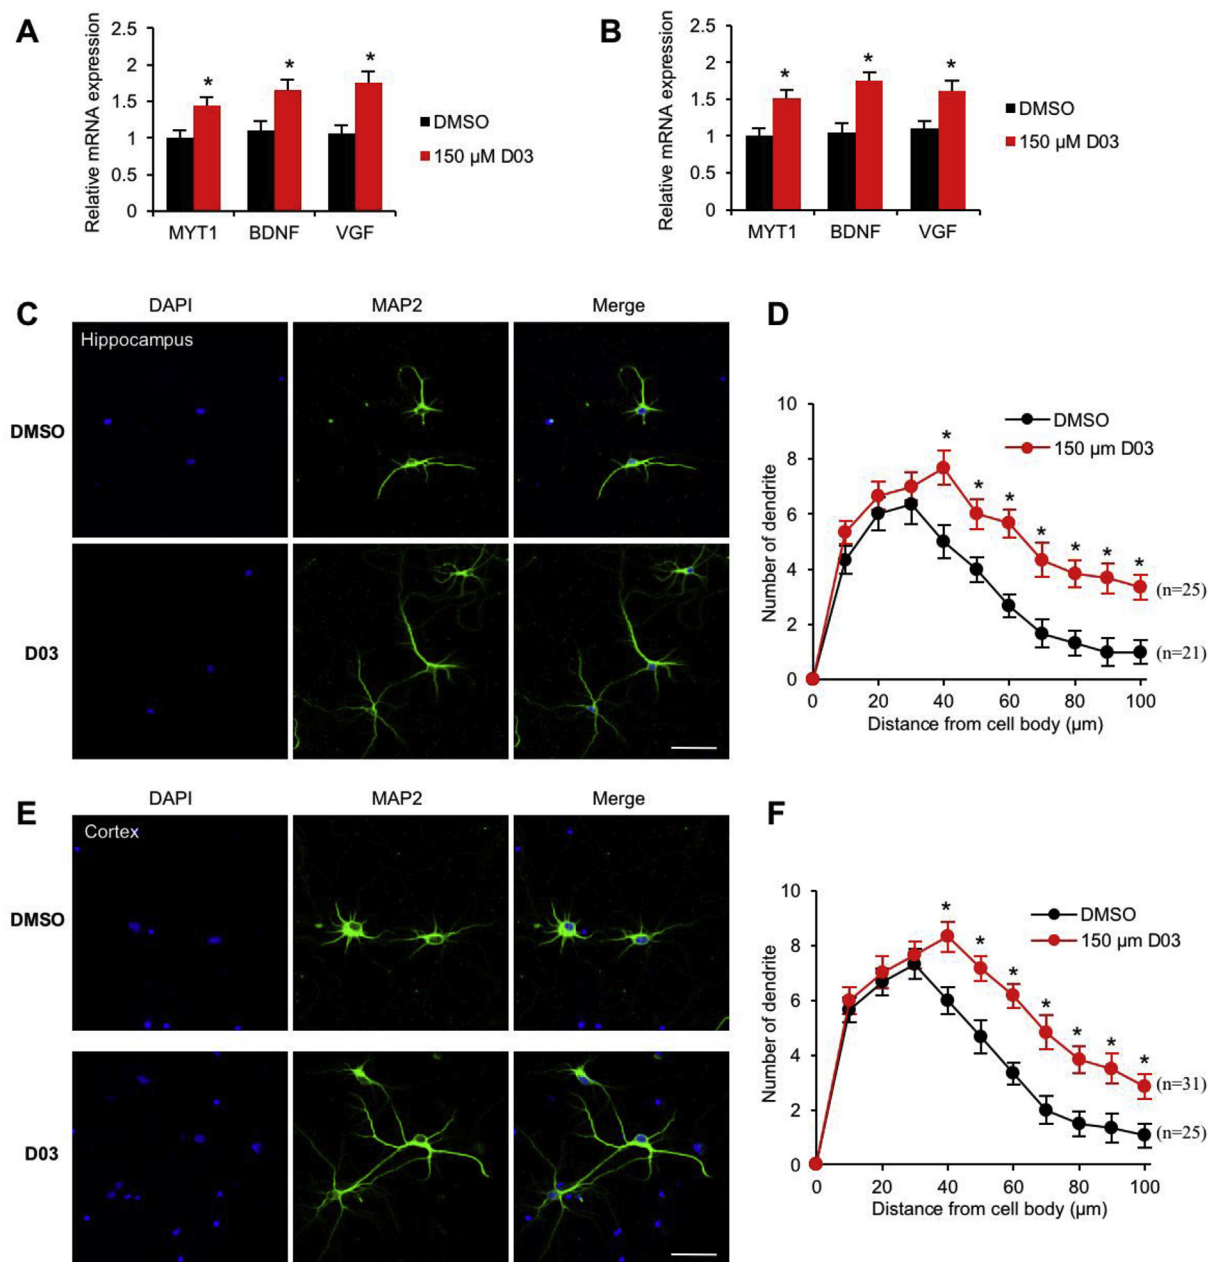 A
Relative mRNA expression
2.5
2
1.5
1
0.5
0
*
*
*
MYT1 BDNF VGF
DMSO
150 µM D03
B
Relative mRNA expression
2.5
2
1.5
1
0.5
0
*
*
*
MYT1 BDNF VGF
DMSO
150 µM D03
C
DAPI MAP2 Merge
Hippocampus
DMSO
D03
D
Number of dendrite
10
8
6
4
2
0
DMSO
150 µm D03
* * * * * * *
(n=25)
(n=21)
0 20 40 60 80 100
Distance from cell body (µm)
E
DAPI MAP2 Merge
Cortex
DMSO
D03
F
Number of dendrite
10
8
6
4
2
0
DMSO
150 µm D03
* * * * * * *
(n=31)
(n=25)
0 20 40 60 80 100
Distance from cell body (µm)